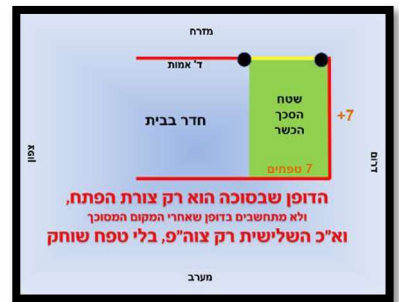 מזרח
ד' אמות
שטח
הסכך
הכשר
7+
חדר בבית
צפון
דרום
7 טפחים
הדופן שבסוכה הוא רק צורת הפתח,
ולא מתחשבים בדופן שאחרי המקום המסוכך
וא"כ השלישית רק צוה"פ, בלי טפח שוחק
מערב